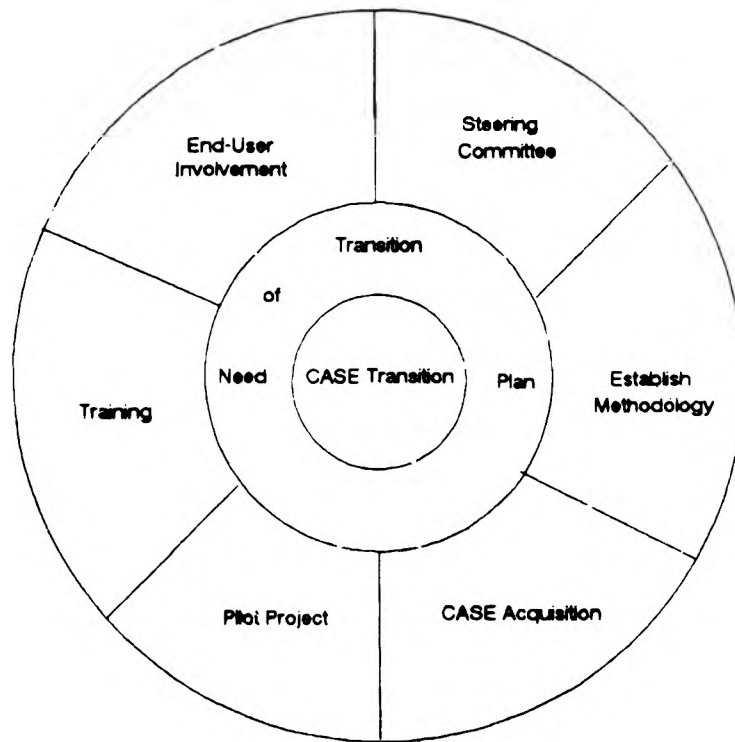 End-User
Involvement
Steering
Committee
Transition
of
Need
CASE Transition
Plan
Establish
Methodology
Training
Pilot Project
CASE Acquisition